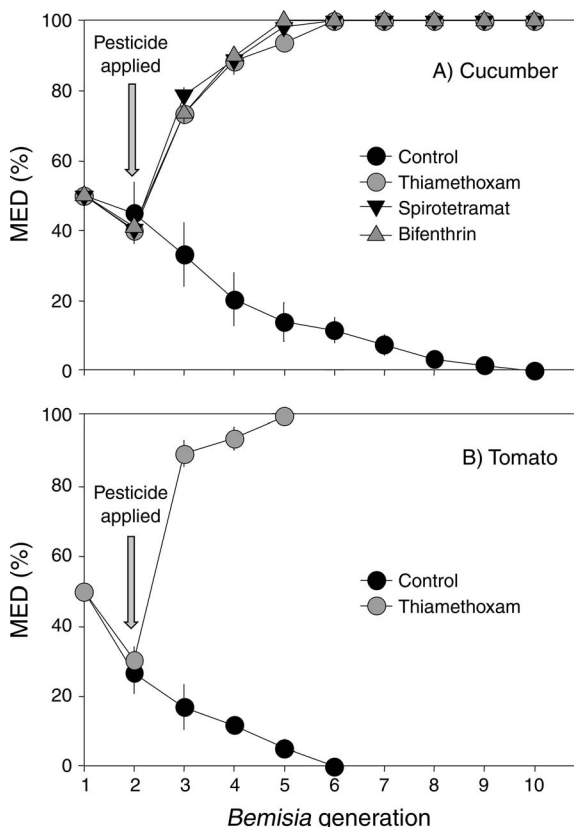 100
Pesticide
applied
A) Cucumber
80
60
MED (%)
Control
Thiamethoxam
Spirotetramat
Bifenthrin
40
20
0
100
B) Tomato
80
Pesticide
applied
60
MED (%)
Control
Thiamethoxam
40
20
0
1 2 3 4 5 6 7 8 9 10
Bemisia generation